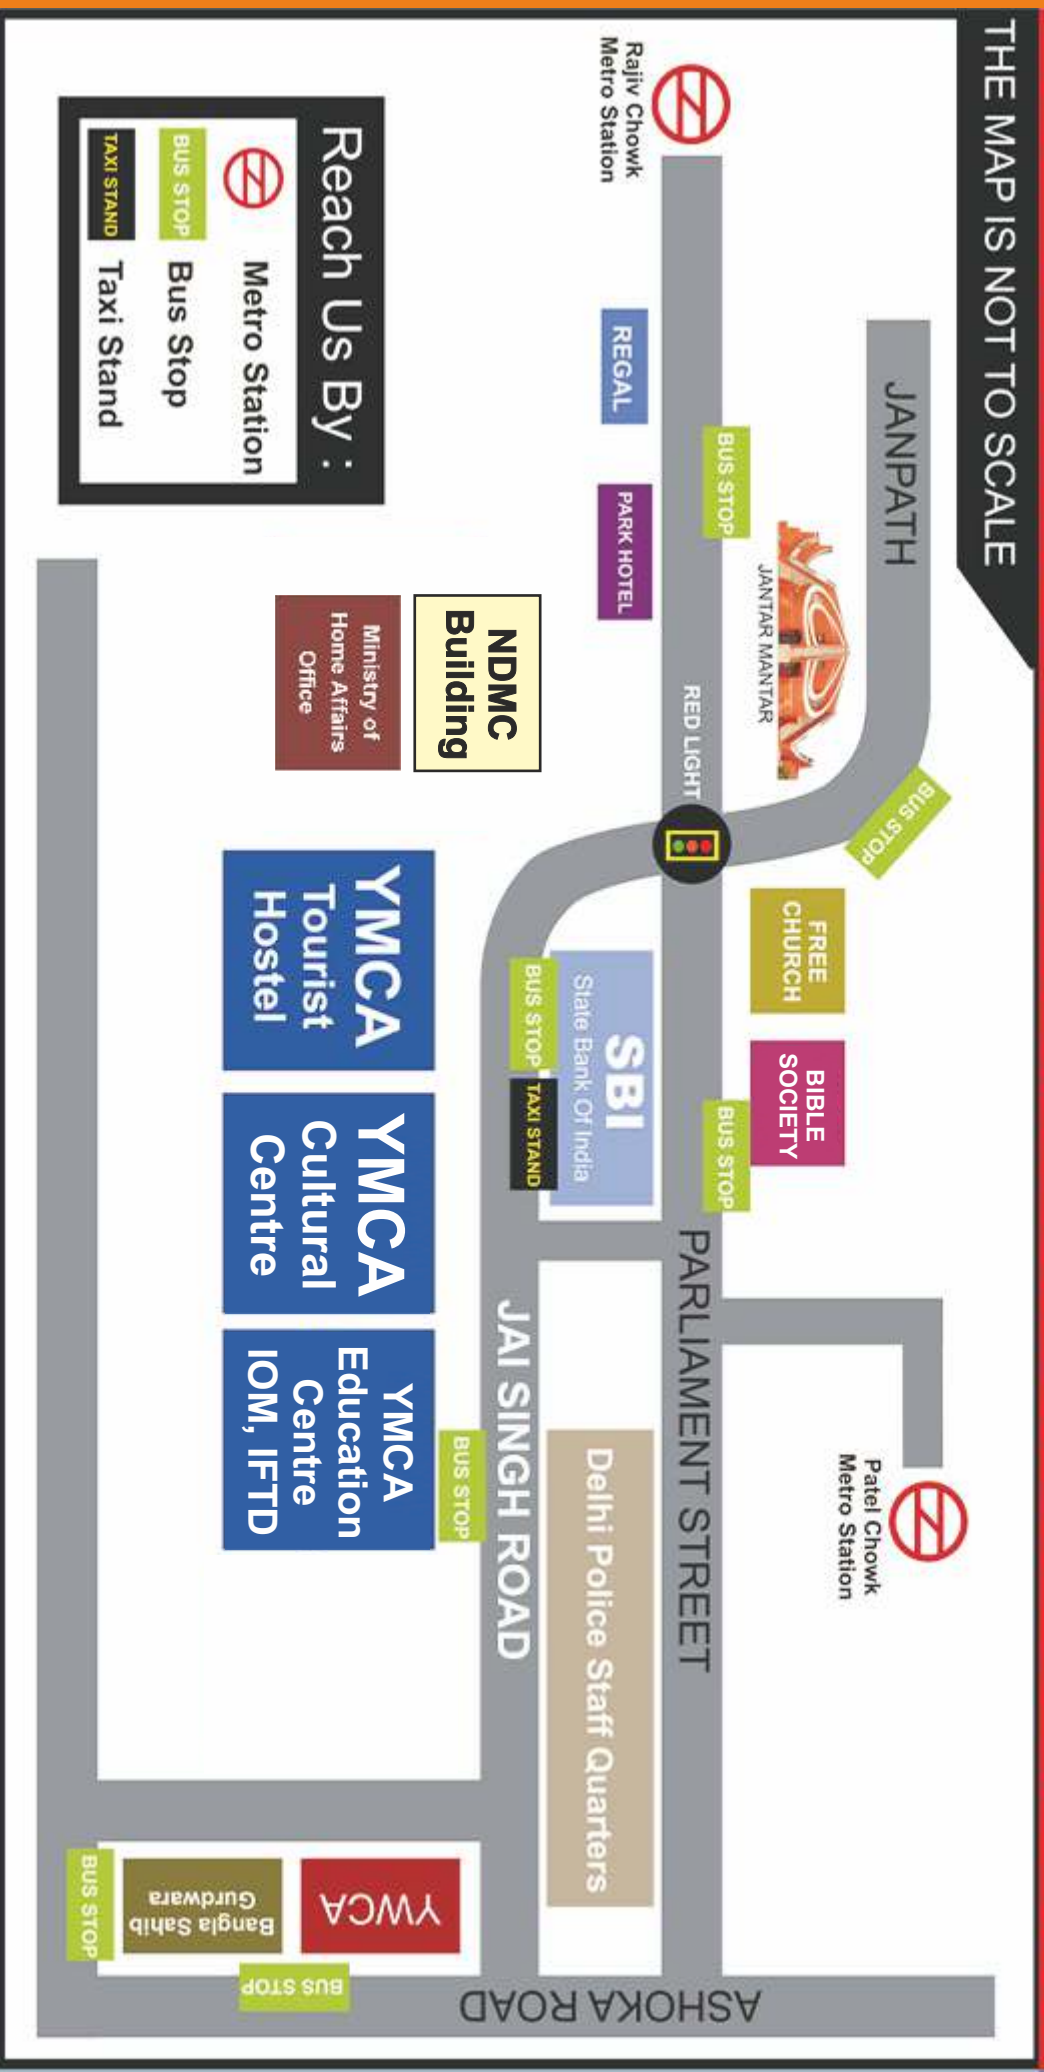 THE MAP IS NOT TO SCALE
Rajiv Chowk
Metro Station
Reach Us By :
Metro Station
BUS STOP
Bus Stop
TAXI STAND
Taxi Stand
JANPATH
REGAL
BUS STOP
PARK HOTEL
JANTAR MANTAR
RED LIGHT
BUS STOP
NDMC
Building
Ministry of
Home Affairs
Office
FREE
CHURCH
BIBLE
SOCIETY
BUS STOP
SBI
State Bank Of India
BUS STOP
TAXI STAND
YMCA
Tourist
Hostel
YMCA
Cultural
Centre
YMCA
Education
Centre
IOM, IFTD
BUS STOP
JAI SINGH ROAD
PARLIAMENT STREET
Patel Chowk
Metro Station
Delhi Police Staff Quarters
YWCA
Bangla Sahib
Gurdwara
BUS STOP
BUS STOP
ASHOKA ROAD